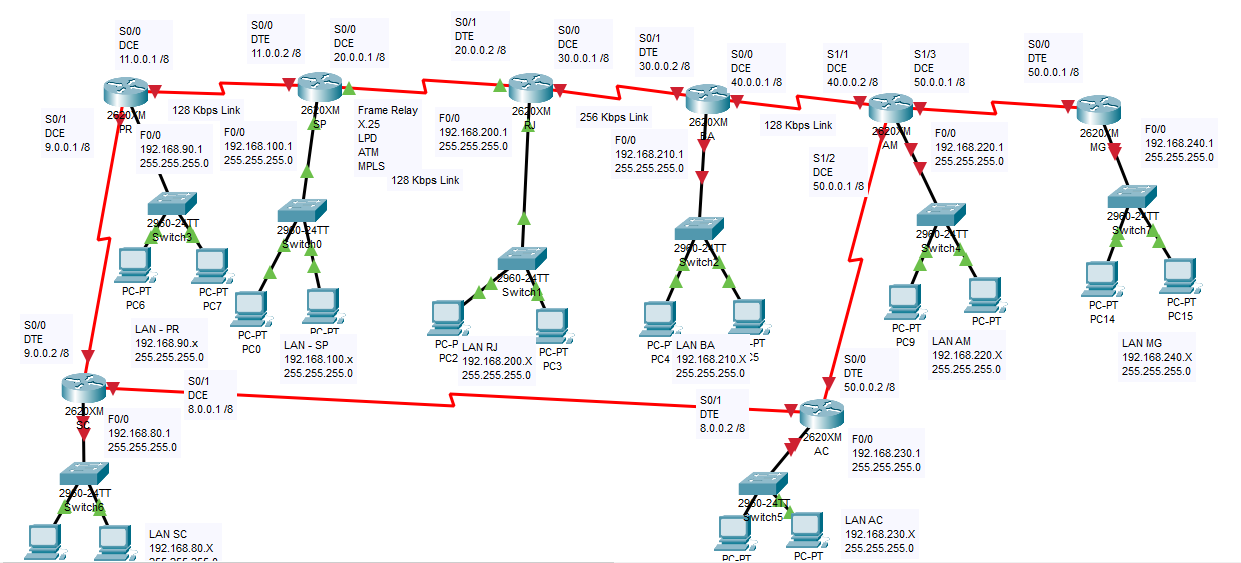 S0/0
DCE
11.0.0.1 /8
S0/0
DTE
11.0.0.2 /8
S0/0
DCE
20.0.0.1 /8
S0/1
DTE
20.0.0.2 /8
S0/0
DCE
30.0.0.1 /8
S0/1
DTE
30.0.0.2 /8
S0/0
DCE
40.0.0.1 /8
S1/1
DCE
40.0.0.2 /8
S1/3
DCE
50.0.0.1 /8
S0/0
DTE
50.0.0.1 /8
2620XM
PR
2620XM
SP
2620XM
RJ
2620XM
BA
2620XM
AM
2620XM
MG
128 Kbps Link
Frame Relay
X.25
LPD
ATM
MPLS
128 Kbps Link
256 Kbps Link
128 Kbps Link
S0/1
DCE
9.0.0.1 /8
F0/0
192.168.90.1
255.255.255.0
F0/0
192.168.100.1
255.255.255.0
F0/0
192.168.200.1
255.255.255.0
F0/0
192.168.210.1
255.255.255.0
S1/2
DCE
50.0.0.1 /8
F0/0
192.168.220.1
255.255.255.0
F0/0
192.168.240.1
255.255.255.0
2960-24TT
Switch3
2960-24TT
Switch0
2960-24TT
Switch1
2960-24TT
Switch2
2960-24TT
Switch4
2960-24TT
Switch7
PC-PT
PC6
PC-PT
PC7
PC-PT
PC0
PC-PT
PC-P
PC2
PC-PT
PC3
PC-PT
PC4
-PT
C5
PC-PT
PC9
PC-PT
PC-PT
PC14
PC-PT
PC15
LAN - PR
192.168.90.x
255.255.255.0
LAN - SP
192.168.100.x
255.255.255.0
LAN RJ
192.168.200.X
255.255.255.0
LAN BA
192.168.210.X
255.255.255.0
LAN AM
192.168.220.X
255.255.255.0
LAN MG
192.168.240.X
255.255.255.0
S0/0
DTE
9.0.0.2 /8
S0/1
DCE
8.0.0.1 /8
S0/0
DTE
50.0.0.2 /8
S0/1
DTE
8.0.0.2 /8
2620XM
SC
F0/0
192.168.80.1
255.255.255.0
2620XM
AC
F0/0
192.168.230.1
255.255.255.0
2960-24TT
Switch6
2960-24TT
Switch5
LAN SC
192.168.80.X
255.255.255.0
PC-PT
PC-PT
LAN AC
192.168.230.X
255.255.255.0